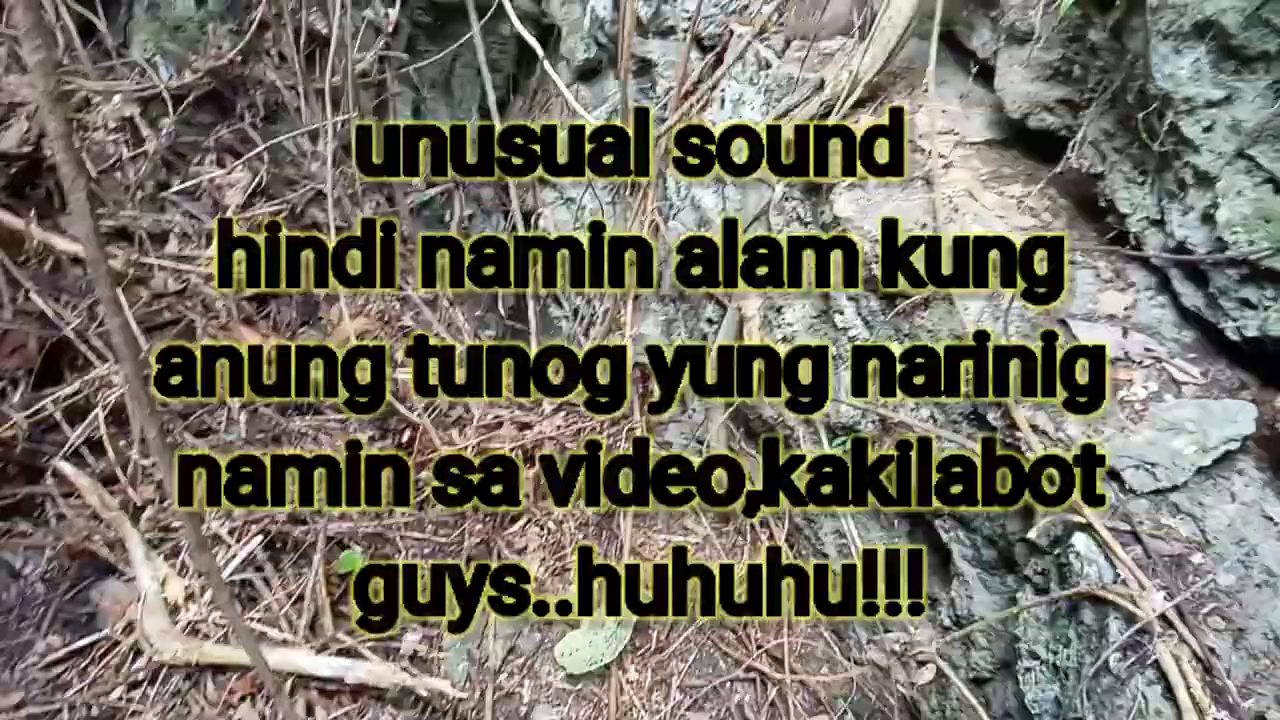 unusual sound
hindi namin alam kung
anung tunog yung narinig
namin sa video,kakilabot
guys..huhuhu!!!